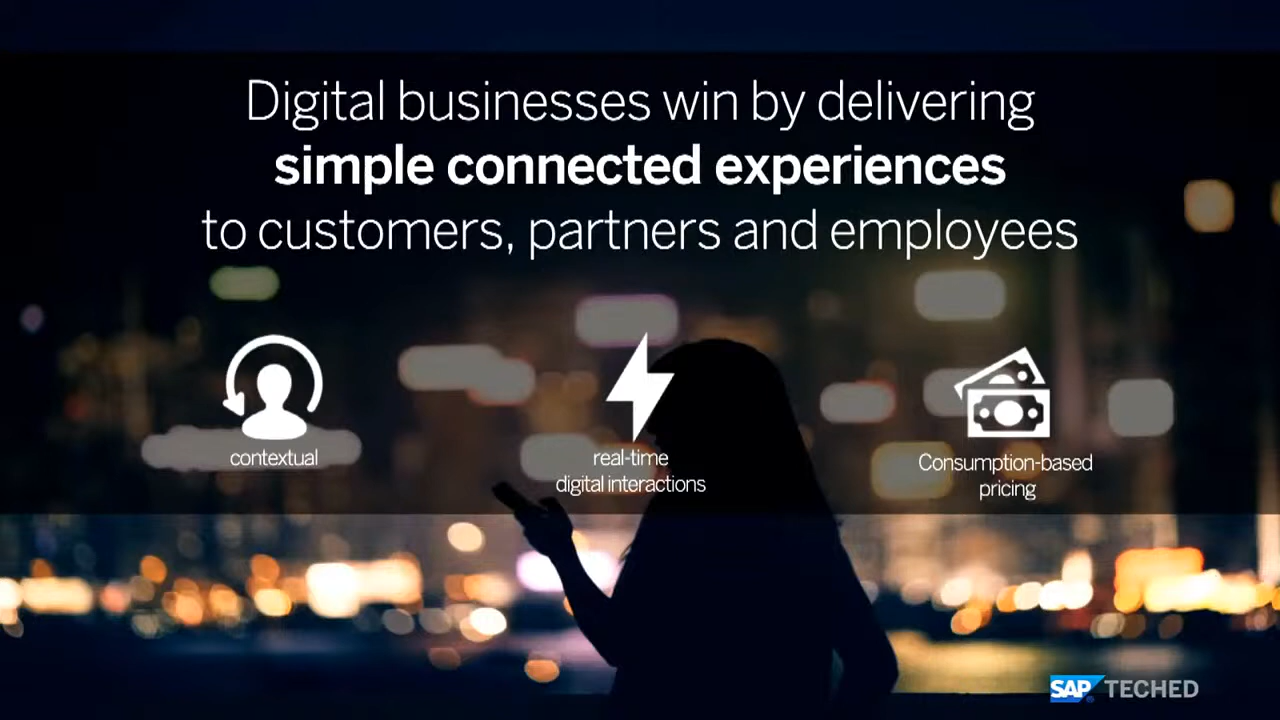 Digital businesses win by delivering
simple connected experiences
to customers, partners and employees
contextual
real-time
digital interactions
Consumption-based
pricing
SAP TECHED